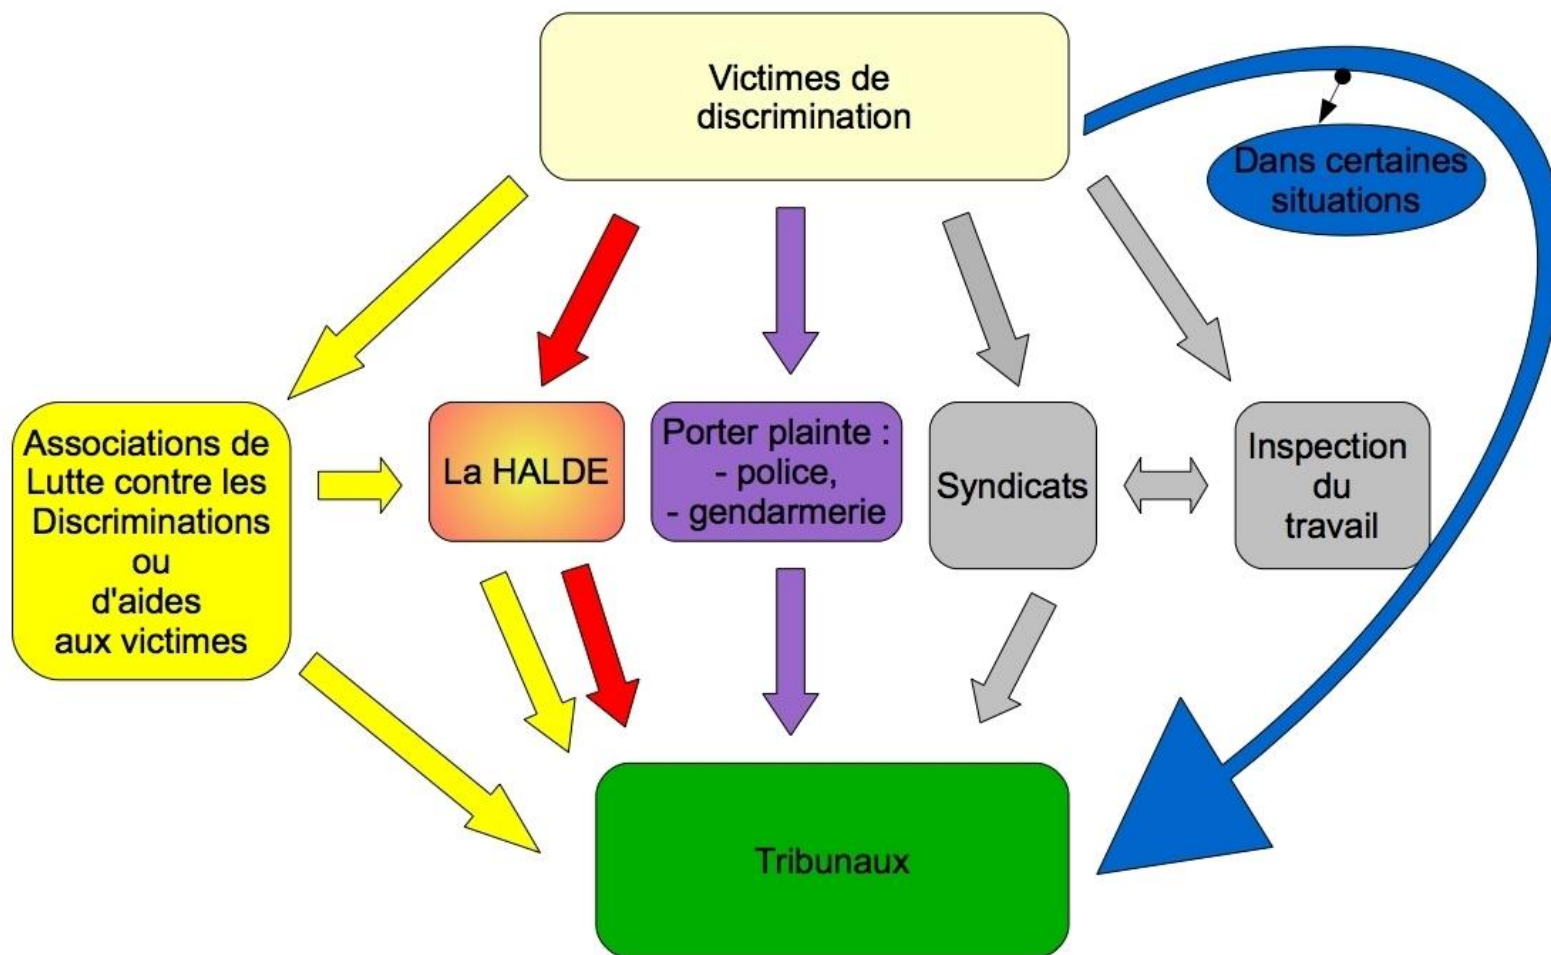 Victimes de
discrimination
Dans certaines
situations
Associations de
Lutte contre les
Discriminations
ou
d'aides
aux victimes
La HALDE
Porter plainte :
- police,
- gendarmerie
Syndicats
Inspection
du
travail
Tribunaux